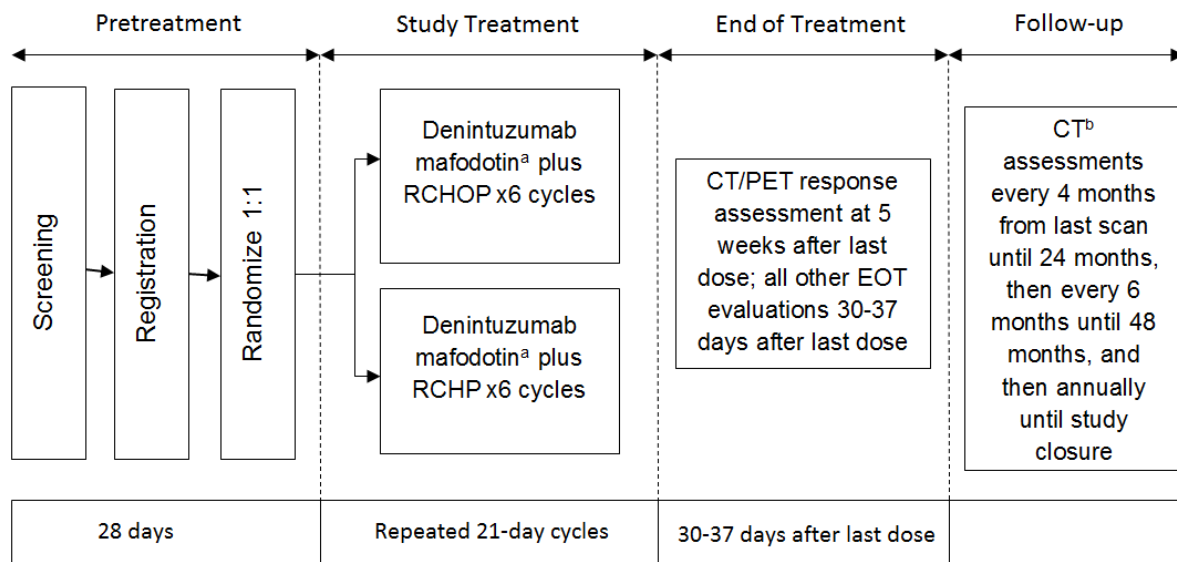 Pretreatment
Study Treatment
End of Treatment
Follow-up
Screening
Registration
Randomize 1:1
Denintuzumab
mafodotinᵃ plus
RCHOP x6 cycles
Denintuzumab
mafodotinᵃ plus
RCHP x6 cycles
CT/PET response
assessment at 5
weeks after last
dose; all other EOT
evaluations 30-37
days after last dose
CTᵇ
assessments
every 4 months
from last scan
until 24 months,
then every 6
months until 48
months, and
then annually
until study
closure
28 days
Repeated 21-day cycles
30-37 days after last dose